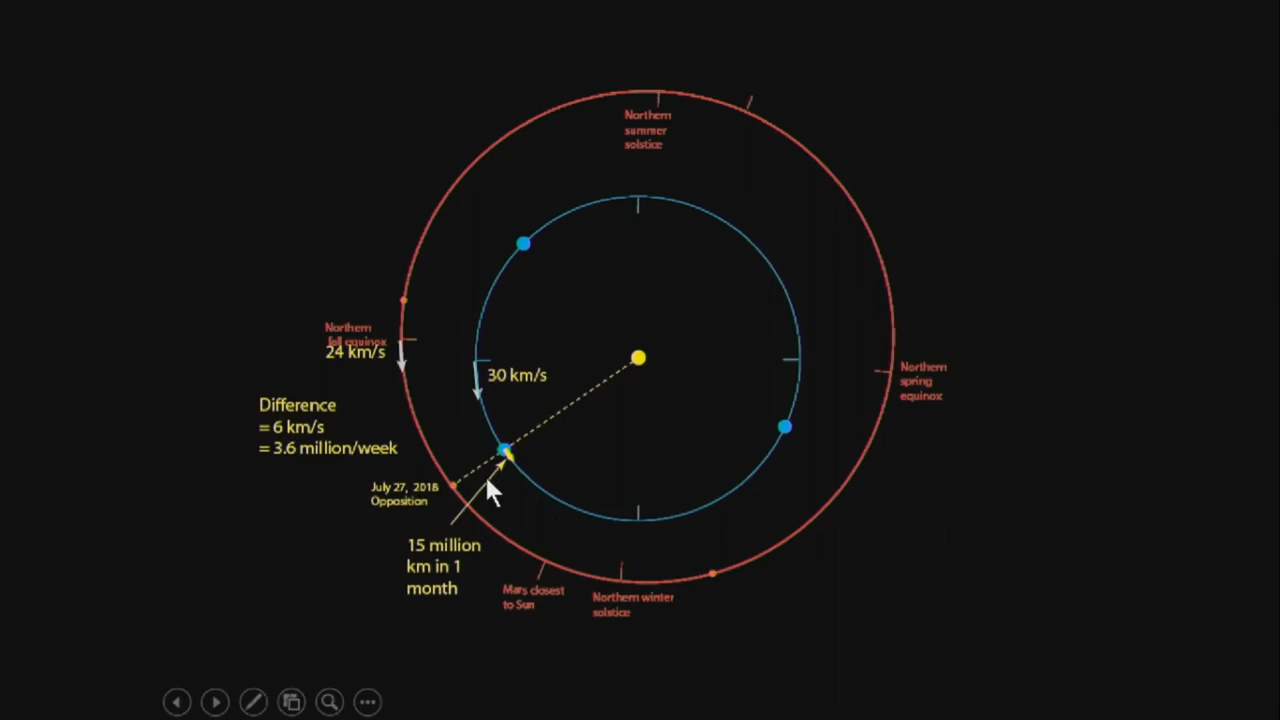 Northern
summer
solstice
Northern
fall equinox
24 km/s
30 km/s
Northern
spring
equinox
Difference
= 6 km/s
= 3.6 million/week
July 27, 2018
Opposition
15 million
km in 1
month
Mars closest
to Sun
Northern winter
solstice